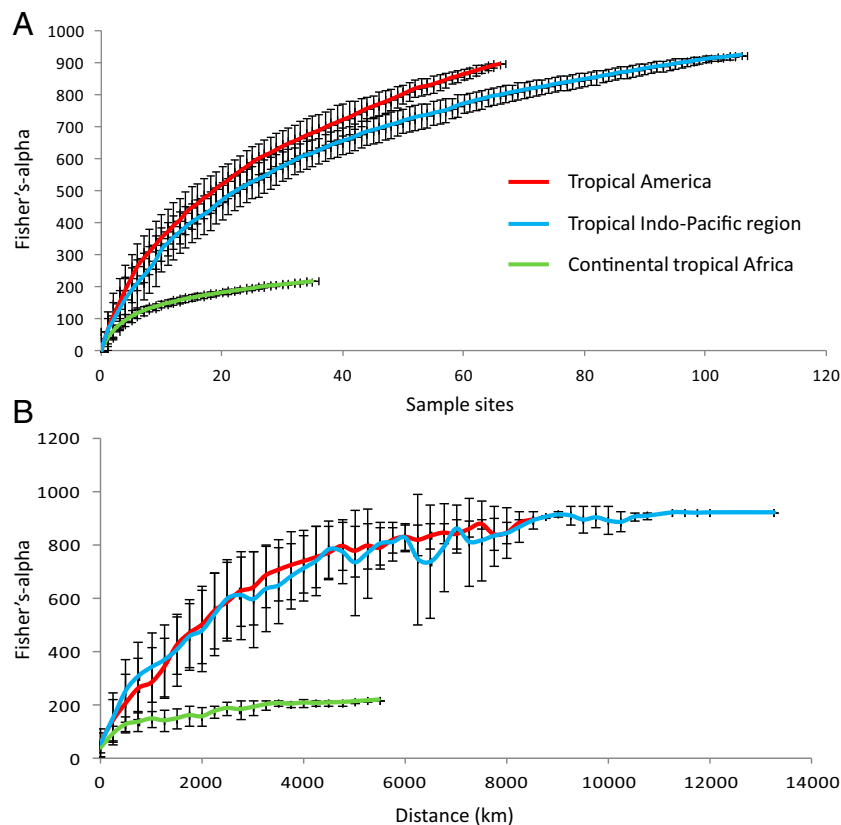 A
1000
900
800
700
600
500
400
300
200
100
0
Fisher's-alpha
Tropical America
Tropical Indo-Pacific region
Continental tropical Africa
0 20 40 60 80 100 120
Sample sites
B
1200
1000
800
600
400
200
0
Fisher's-alpha
0 2000 4000 6000 8000 10000 12000 14000
Distance (km)